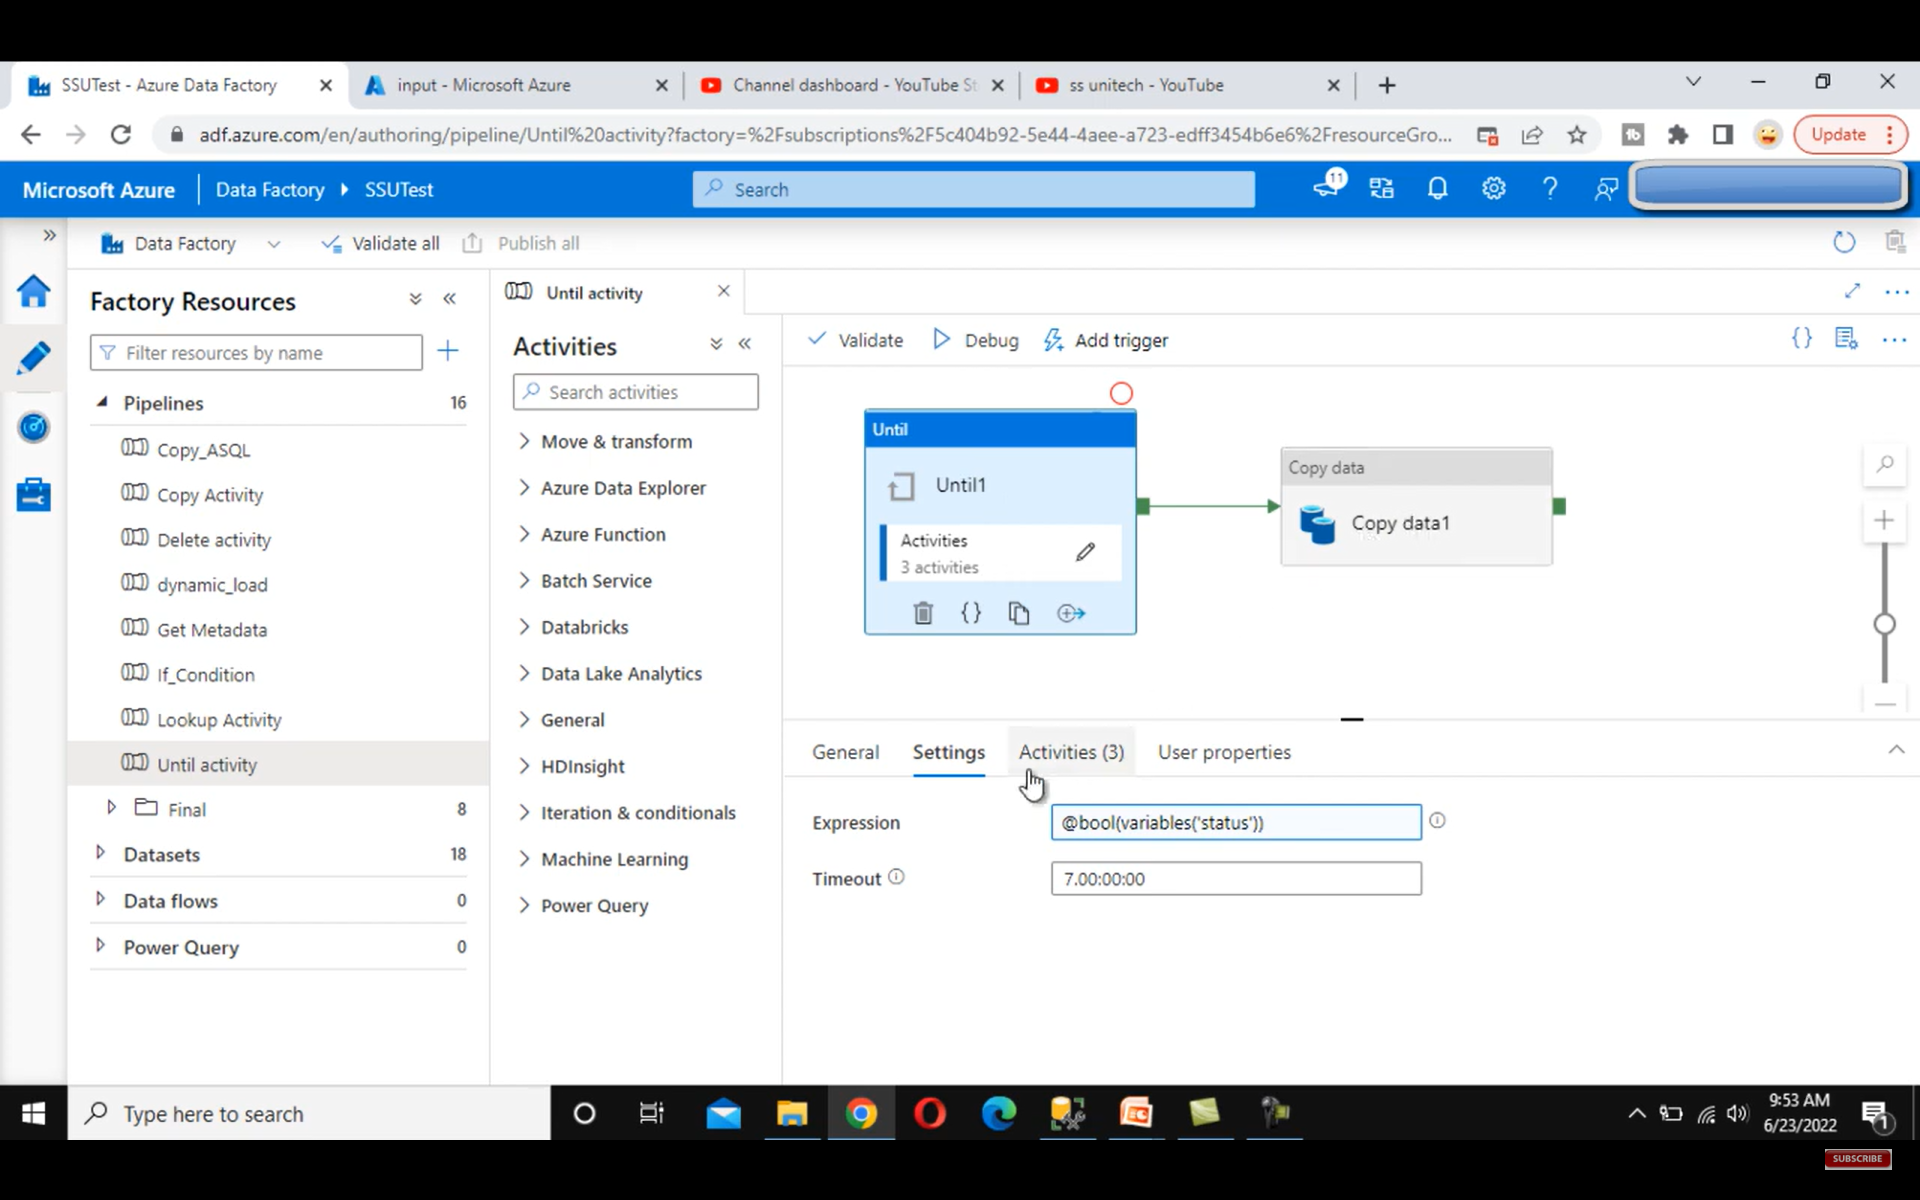 SSUTest - Azure Data Factory
input - Microsoft Azure
Channel dashboard - YouTube St
ss unitech - YouTube
adf.azure.com/en/authoring/pipeline/Until%20activity?factory=%2Fsubscriptions%2F5c404b92-5e44-4aee-a723-edff3454b6e6%2FresourceGro...
Update
Microsoft Azure
Data Factory
SSUTest
Search
11
Data Factory
Validate all
Publish all
Factory Resources
Filter resources by name
Pipelines 16
Copy_ASQL
Copy Activity
Delete activity
dynamic_load
Get Metadata
If_Condition
Lookup Activity
Until activity
Final 8
Datasets 18
Data flows 0
Power Query 0
Until activity
Activities
Search activities
Move & transform
Azure Data Explorer
Azure Function
Batch Service
Databricks
Data Lake Analytics
General
HDInsight
Iteration & conditionals
Machine Learning
Power Query
Validate
Debug
Add trigger
Until
Until1
Activities
3 activities
Copy data
Copy data1
General
Settings
Activities (3)
User properties
Expression
@bool(variables('status'))
Timeout
7.00:00:00
Type here to search
9:53 AM
6/23/2022
1
SUBSCRIBE